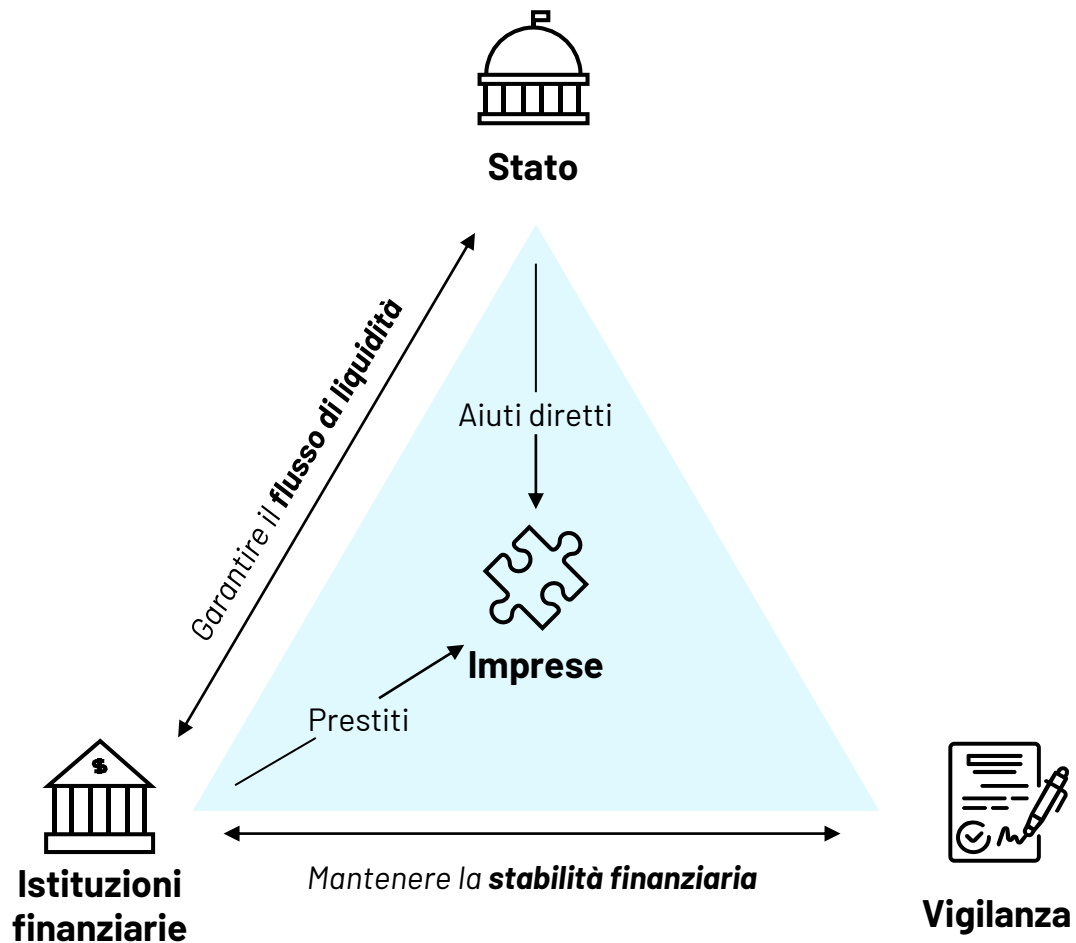 Stato
Garantire il flusso di liquidità
Aiuti diretti
Imprese
Prestiti
$
Istituzioni
finanziarie
Mantenere la stabilità finanziaria
Vigilanza